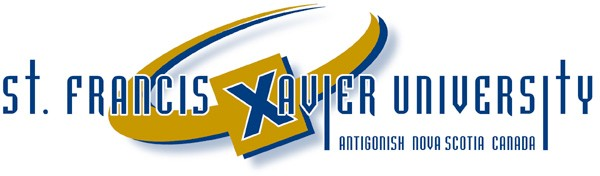 St. Francis Xavier University
Antigonish Nova Scotia Canada